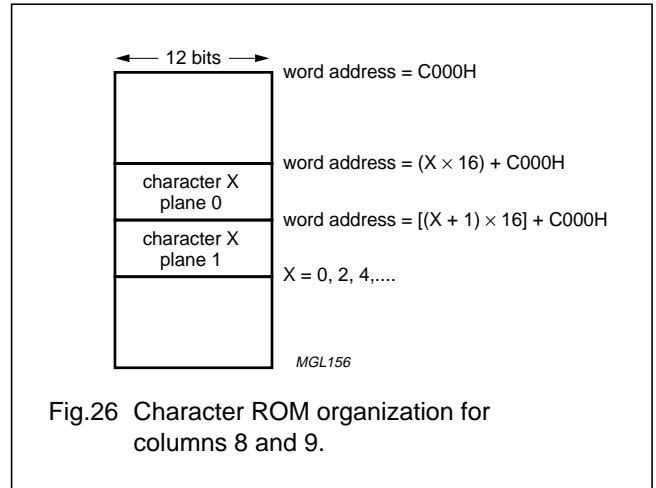 12 bits
word address = C000H
word address = (X × 16) + C000H
character X
plane 0
word address = [(X + 1) × 16] + C000H
character X
plane 1
X = 0, 2, 4,....
MGL156
Fig.26 Character ROM organization for
columns 8 and 9.